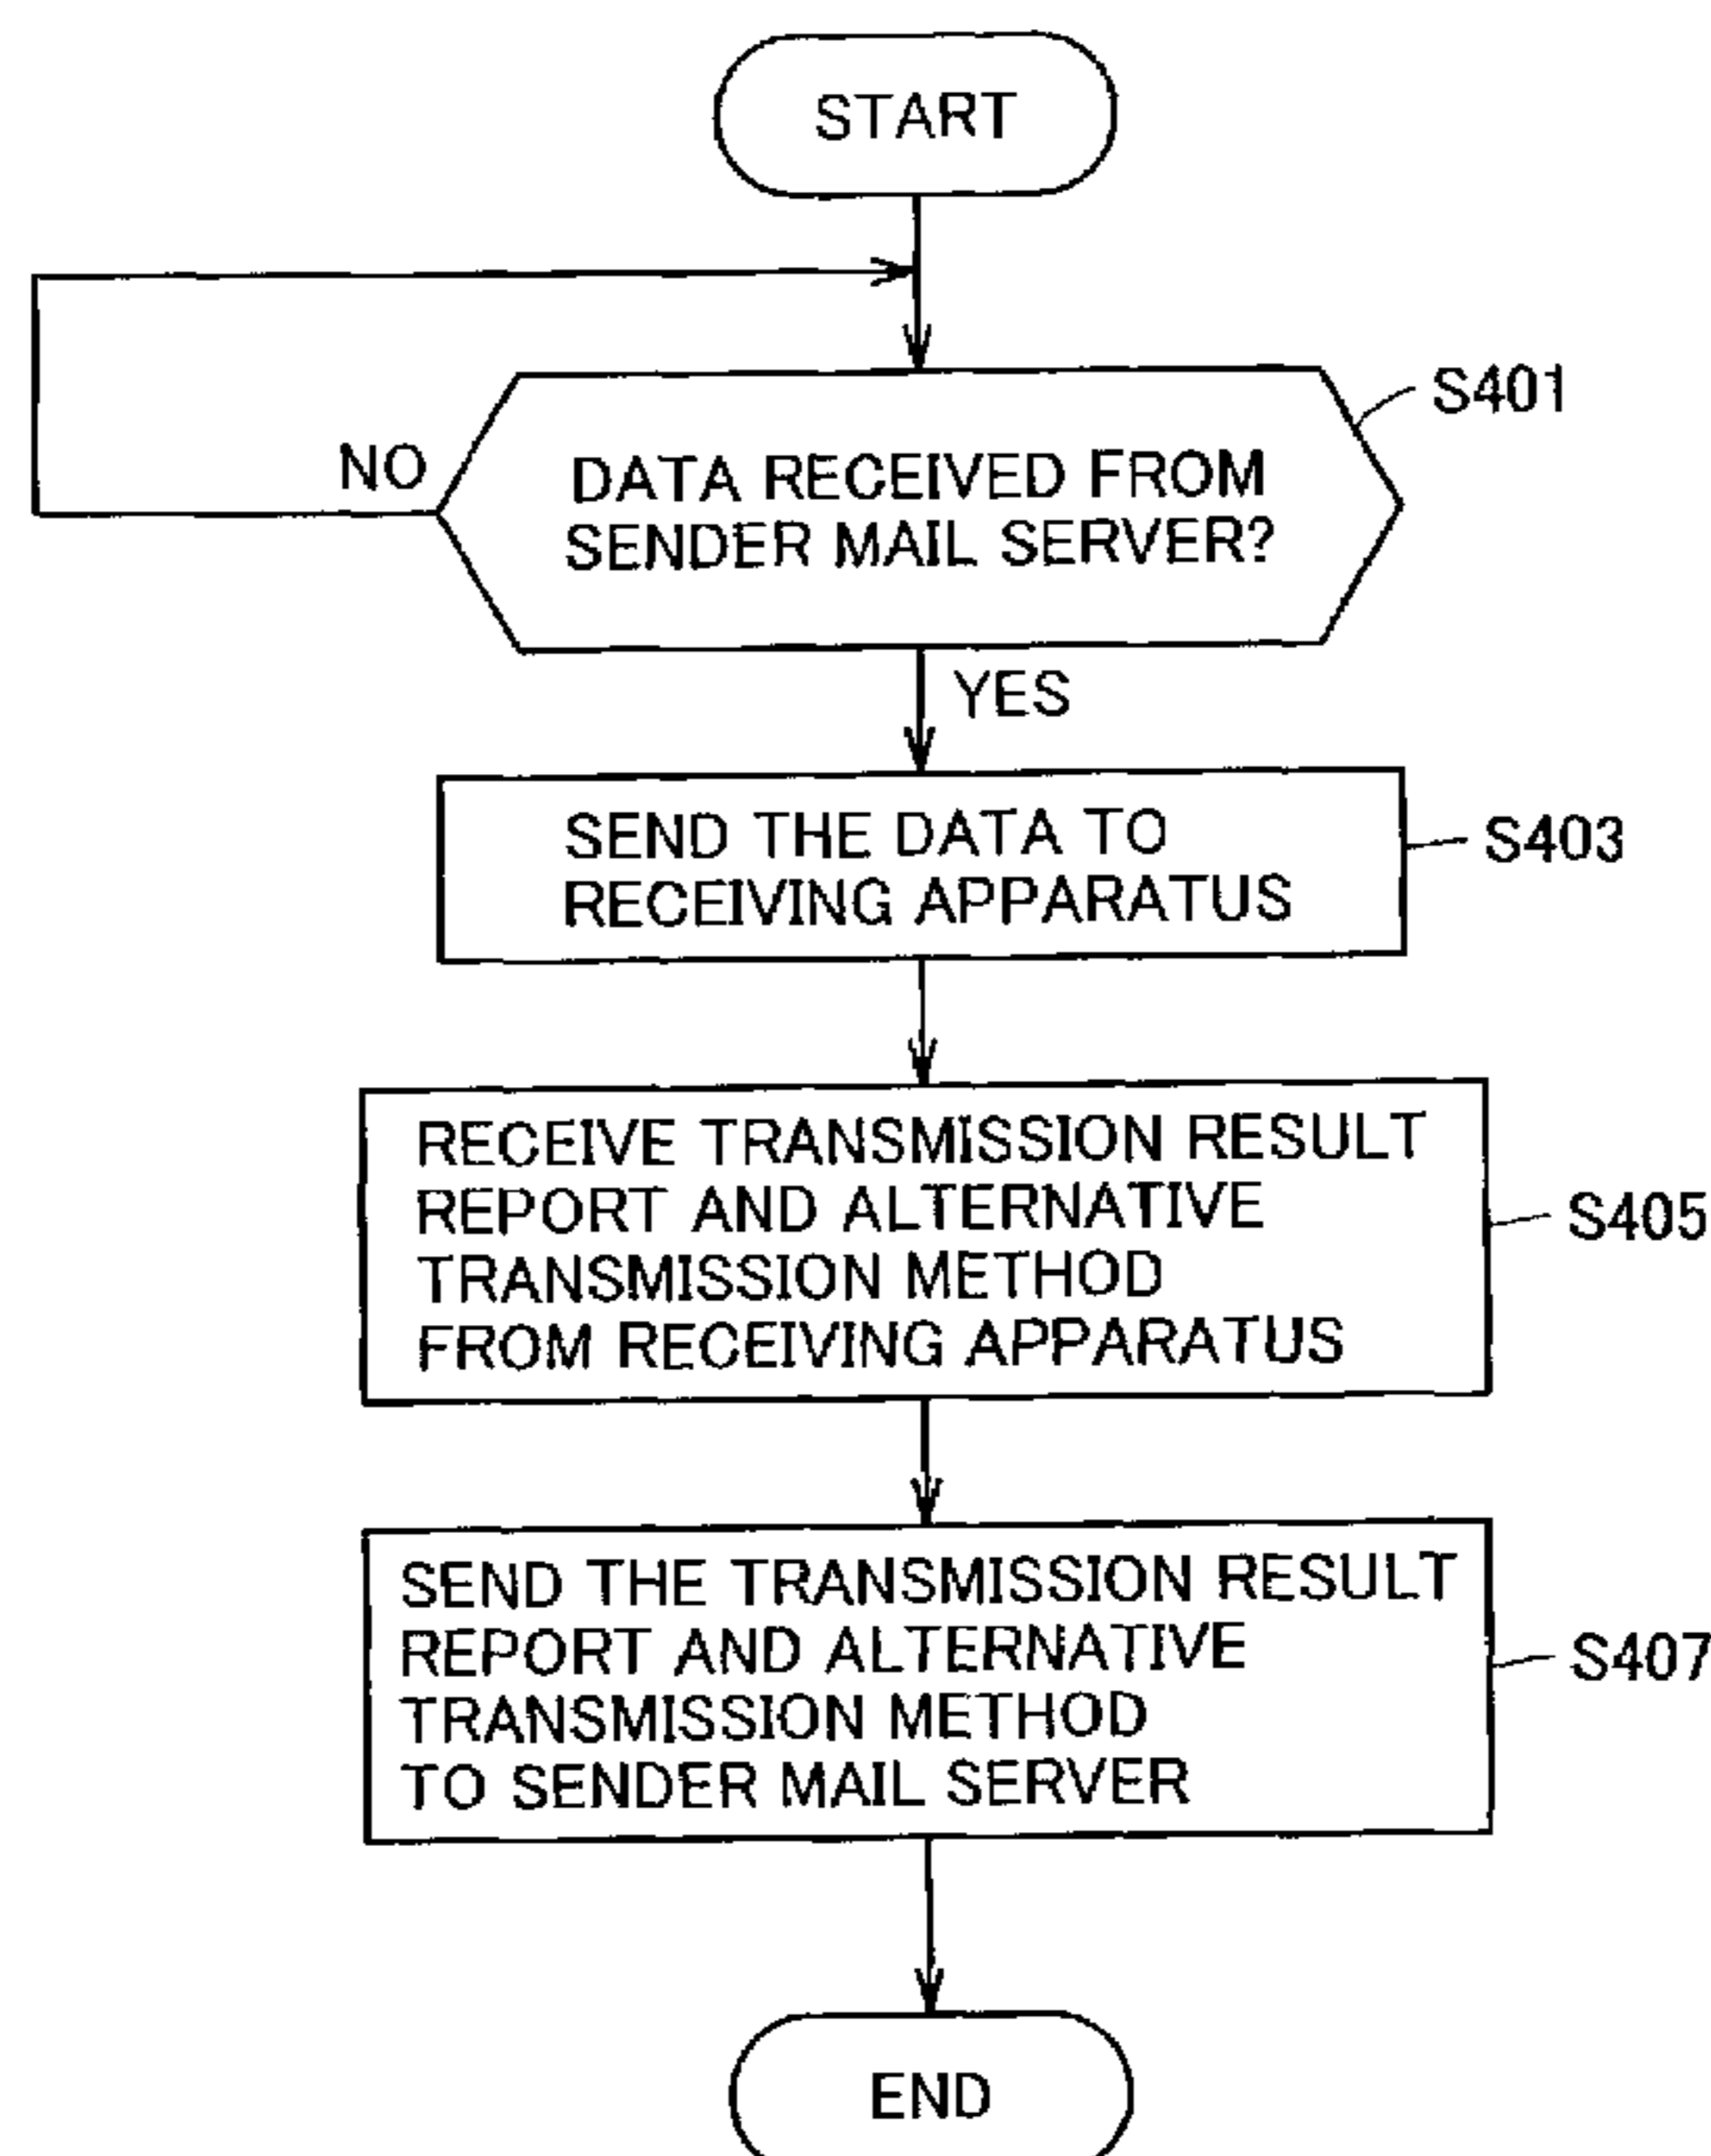 START
S401
NO
DATA RECEIVED FROM
SENDER MAIL SERVER?
YES
SEND THE DATA TO
RECEIVING APPARATUS
S403
RECEIVE TRANSMISSION RESULT
REPORT AND ALTERNATIVE
TRANSMISSION METHOD
FROM RECEIVING APPARATUS
S405
SEND THE TRANSMISSION RESULT
REPORT AND ALTERNATIVE
TRANSMISSION METHOD
TO SENDER MAIL SERVER
S407
END